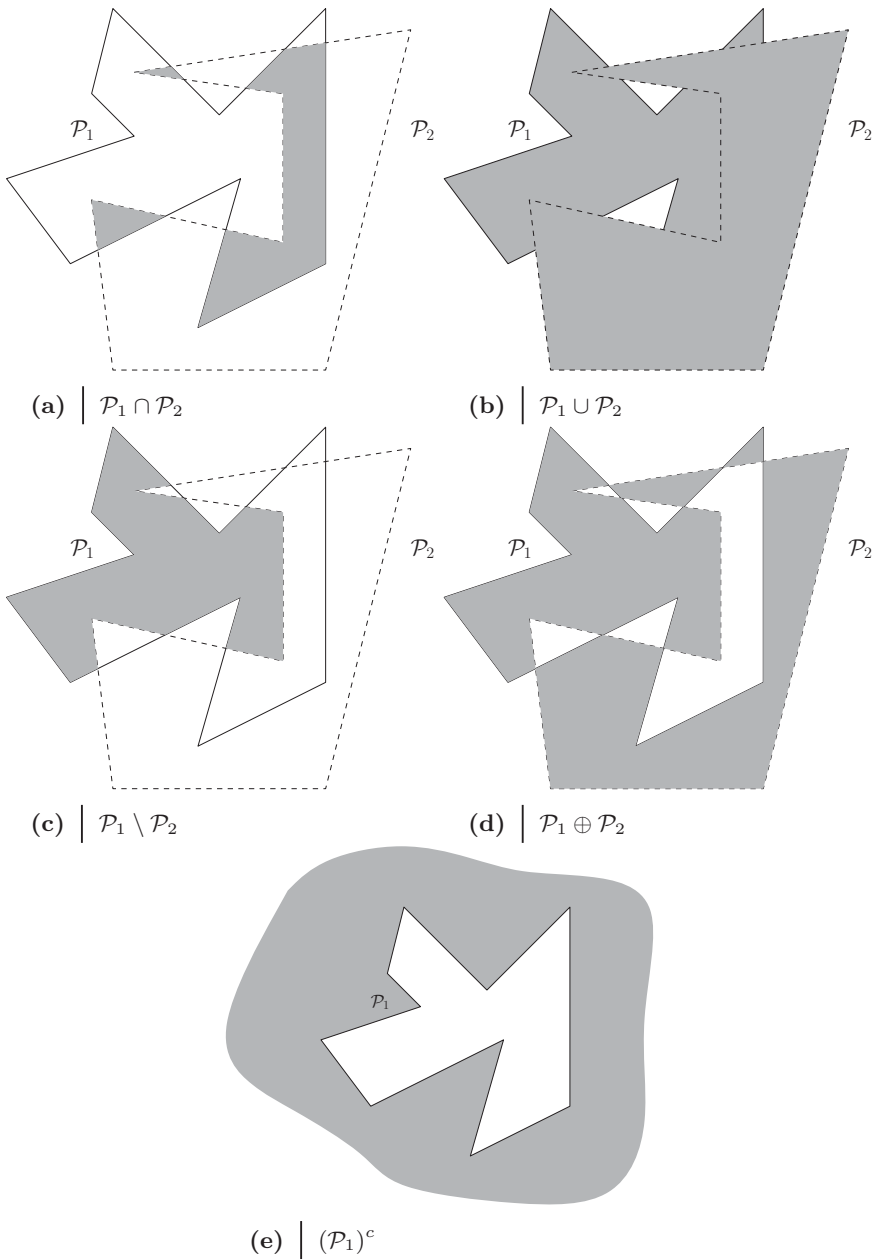 𝒫₁
𝒫₂
𝒫₁
𝒫₂
(a) | 𝒫₁ ∩ 𝒫₂
(b) | 𝒫₁ ∪ 𝒫₂
𝒫₁
𝒫₂
𝒫₁
𝒫₂
(c) | 𝒫₁ \ 𝒫₂
(d) | 𝒫₁ ⊕ 𝒫₂
𝒫₁
(e) | (𝒫₁)ᶜ